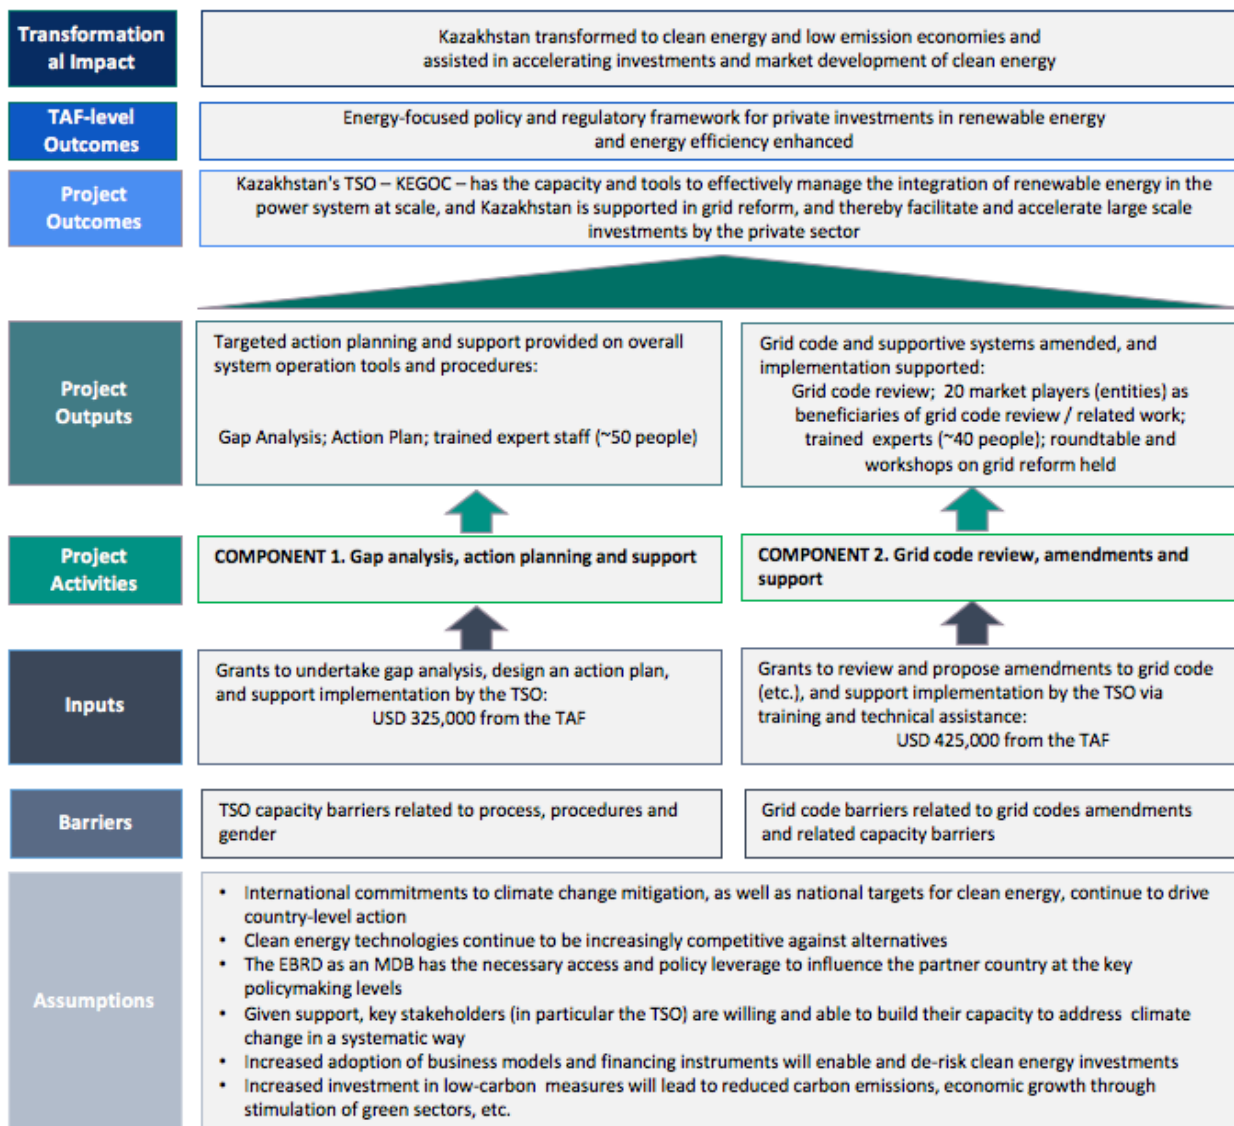 Transformation
al Impact
Kazakhstan transformed to clean energy and low emission economies and
assisted in accelerating investments and market development of clean energy
TAF-level
Outcomes
Energy-focused policy and regulatory framework for private investments in renewable energy
and energy efficiency enhanced
Project
Outcomes
Kazakhstan's TSO – KEGOC – has the capacity and tools to effectively manage the integration of renewable energy in the
power system at scale, and Kazakhstan is supported in grid reform, and thereby facilitate and accelerate large scale
investments by the private sector
Project
Outputs
Targeted action planning and support provided on overall
system operation tools and procedures:
Gap Analysis; Action Plan; trained expert staff (~50 people)
Grid code and supportive systems amended, and
implementation supported:
Grid code review; 20 market players (entities) as
beneficiaries of grid code review / related work;
trained experts (~40 people); roundtable and
workshops on grid reform held
Project
Activities
COMPONENT 1. Gap analysis, action planning and support
COMPONENT 2. Grid code review, amendments and
support
Inputs
Grants to undertake gap analysis, design an action plan,
and support implementation by the TSO:
USD 325,000 from the TAF
Grants to review and propose amendments to grid code
(etc.), and support implementation by the TSO via
training and technical assistance:
USD 425,000 from the TAF
Barriers
TSO capacity barriers related to process, procedures and
gender
Grid code barriers related to grid codes amendments
and related capacity barriers
Assumptions
• International commitments to climate change mitigation, as well as national targets for clean energy, continue to drive
country-level action
• Clean energy technologies continue to be increasingly competitive against alternatives
• The EBRD as an MDB has the necessary access and policy leverage to influence the partner country at the key
policymaking levels
• Given support, key stakeholders (in particular the TSO) are willing and able to build their capacity to address climate
change in a systematic way
• Increased adoption of business models and financing instruments will enable and de-risk clean energy investments
• Increased investment in low-carbon measures will lead to reduced carbon emissions, economic growth through
stimulation of green sectors, etc.